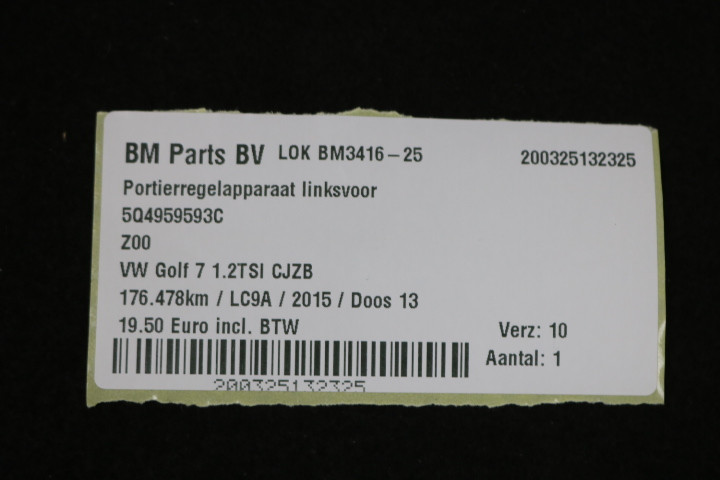 BM Parts BV LOK BM3416-25 200325132325
Portierregelapparaat linksvoor
5Q4959593C
Z00
VW Golf 7 1.2TSI CJZB
176.478km / LC9A / 2015 / Doos 13
19.50 Euro incl. BTW Verz: 10
Aantal: 1
200325132325